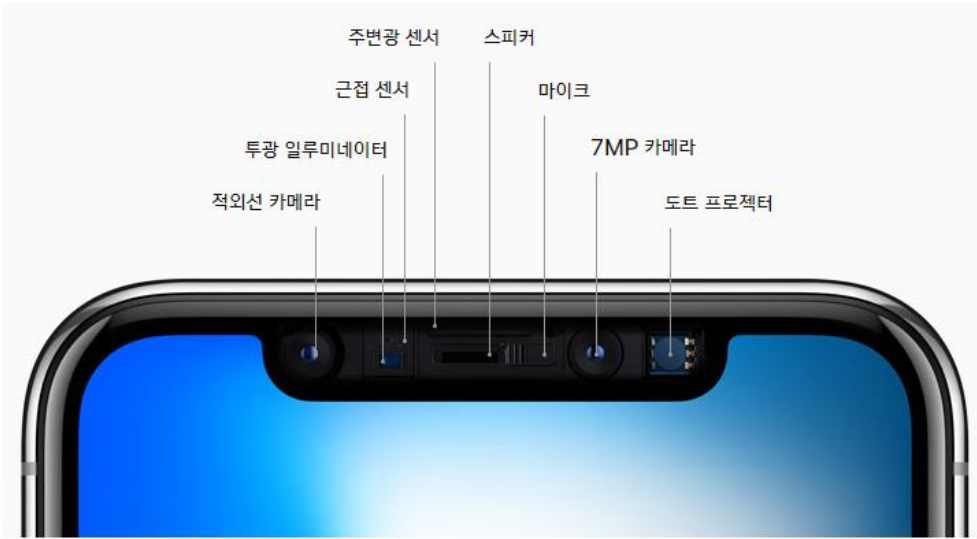 주변광 센서
스피커
근접 센서
마이크
투광 일루미네이터
7MP 카메라
적외선 카메라
도트 프로젝터